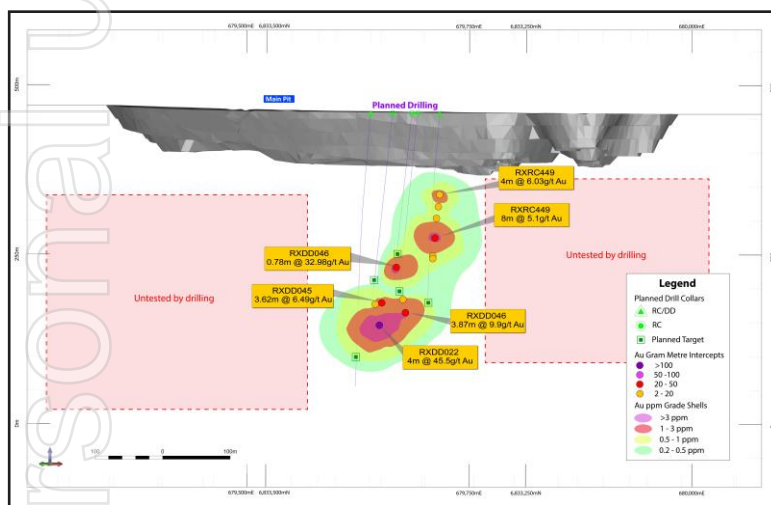 rsonal u
679,500mE
6,833,500mN
679,750mE
6,833,250mN
680,000mE
500m
Main Pit
Planned Drilling
RXRC449
4m @ 6.03g/t Au
RXRC449
8m @ 5.1g/t Au
250m
RXDD046
0.78m @ 32.98g/t Au
Untested by drilling
Untested by drilling
RXDD045
3.62m @ 6.49g/t Au
RXDD046
3.87m @ 9.9g/t Au
RXDD022
4m @ 45.5g/t Au
Legend
Planned Drill Collars
RC/DD
RC
Planned Target
Au Gram Metre Intercepts
>100
50 -100
20 - 50
2 - 20
Au ppm Grade Shells
>3 ppm
1 - 3 ppm
0.5 - 1 ppm
0.2 - 0.5 ppm
0m
100
0
100m
679,500mE
6,833,500mN
679,750mE
6,833,250mN
680,000mE